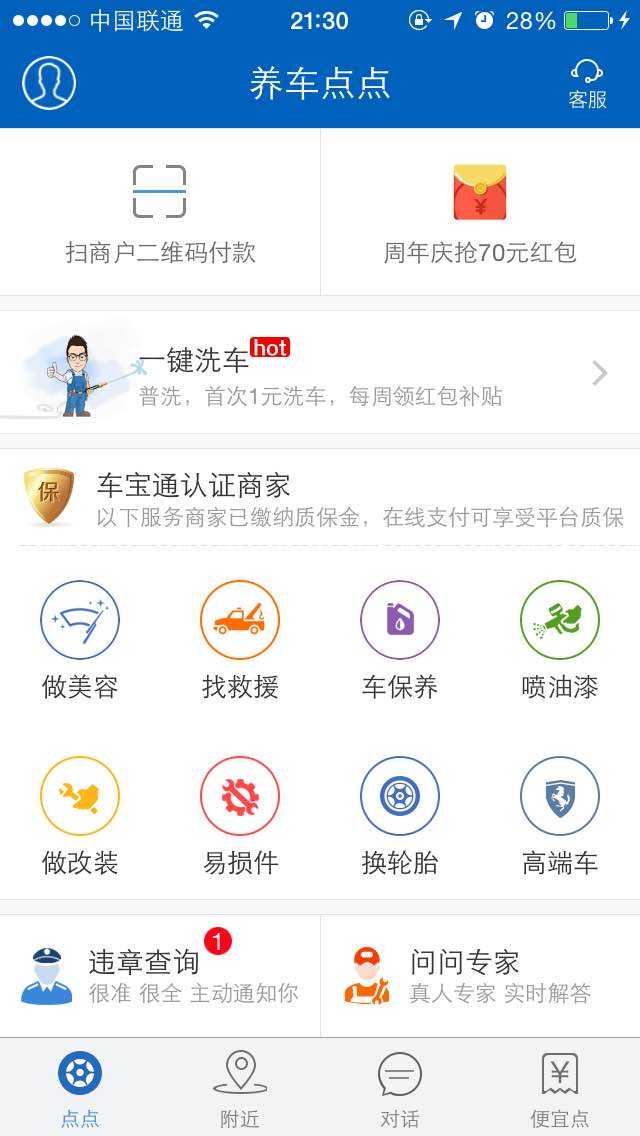 中国联通 21:30 28%
养车点点
客服
扫商户二维码付款
周年庆抢70元红包
一键洗车 hot
普洗，首次1元洗车，每周领红包补贴
保
车宝通认证商家
以下服务商家已缴纳质保金，在线支付可享受平台质保
做美容 找救援 车保养 喷油漆
做改装 易损件 换轮胎 高端车
违章查询 1
很准 很全 主动通知你
问问专家
真人专家 实时解答
点点 附近 对话 便宜点